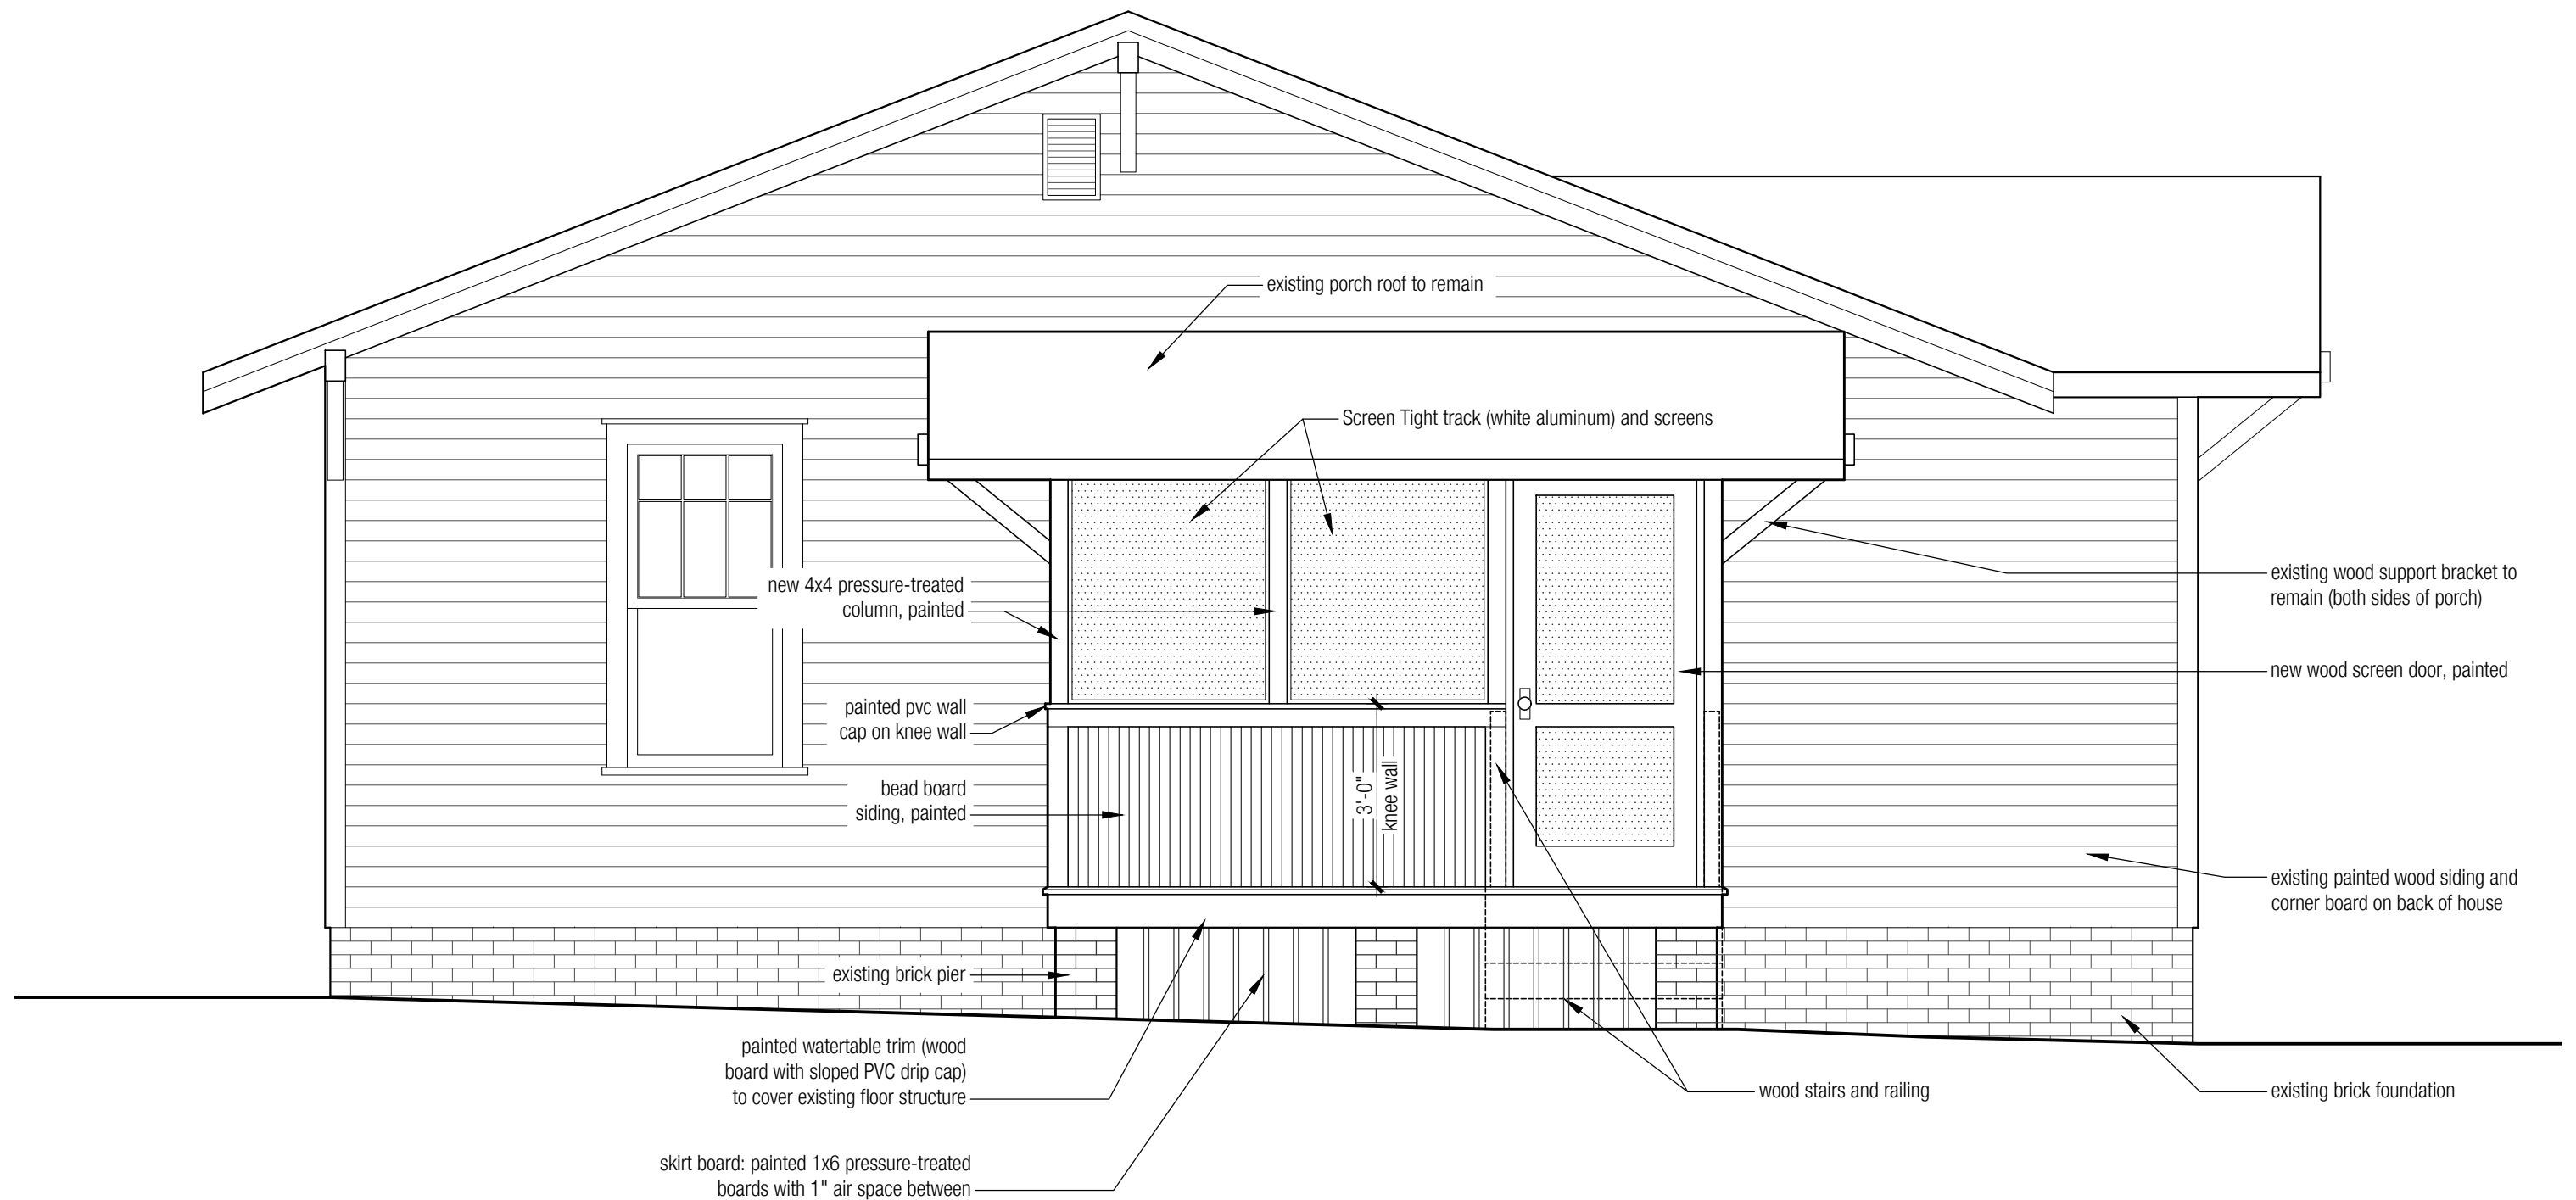 existing porch roof to remain
Screen Tight track (white aluminum) and screens
new 4x4 pressure-treated
column, painted
existing wood support bracket to
remain (both sides of porch)
new wood screen door, painted
painted pvc wall
cap on knee wall
bead board
siding, painted
3'-0"
knee wall
existing painted wood siding and
corner board on back of house
existing brick pier
painted watertable trim (wood
board with sloped PVC drip cap)
to cover existing floor structure
wood stairs and railing
existing brick foundation
skirt board: painted 1x6 pressure-treated
boards with 1" air space between